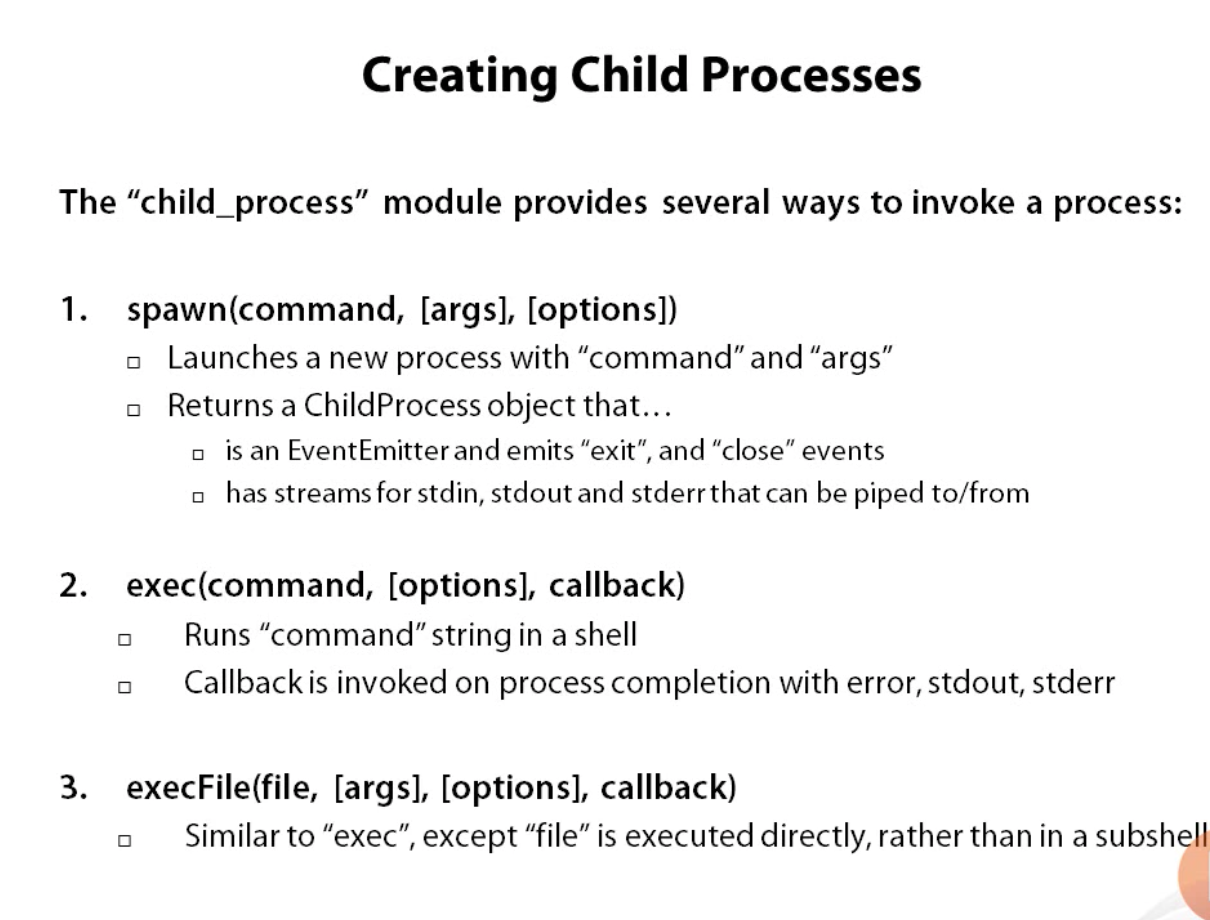 Creating Child Processes
The “child_process” module provides several ways to invoke a process:
1. spawn(command, [args], [options])
▫ Launches a new process with “command” and “args”
▫ Returns a ChildProcess object that…
▫ is an EventEmitter and emits “exit”, and “close” events
▫ has streams for stdin, stdout and stderr that can be piped to/from
2. exec(command, [options], callback)
▫ Runs “command” string in a shell
▫ Callback is invoked on process completion with error, stdout, stderr
3. execFile(file, [args], [options], callback)
▫ Similar to “exec”, except “file” is executed directly, rather than in a subshell